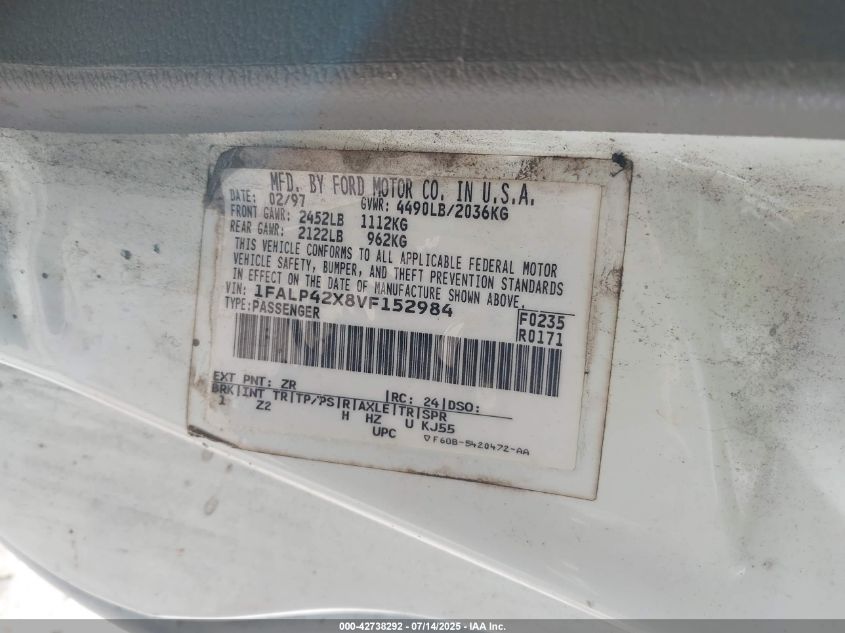 MFD. BY FORD MOTOR CO. IN U.S.A.
DATE: 02/97 GVWR: 4490LB/2036KG
FRONT GAWR: 2452LB 1112KG
REAR GAWR: 2122LB 962KG
THIS VEHICLE CONFORMS TO ALL APPLICABLE FEDERAL MOTOR
VEHICLE SAFETY, BUMPER, AND THEFT PREVENTION STANDARDS
IN EFFECT ON THE DATE OF MANUFACTURE SHOWN ABOVE.
VIN: 1FALP42X8VF152984
TYPE: PASSENGER
F0235
R0171
EXT PNT: ZR RC: 24 DSO:
BRK INT TR TP/PS R AXLE TR SPR
1 Z2 H HZ U KJ55
UPC ▽F60B-5420472-AA
000-42738292 - 07/14/2025 - IAA Inc.